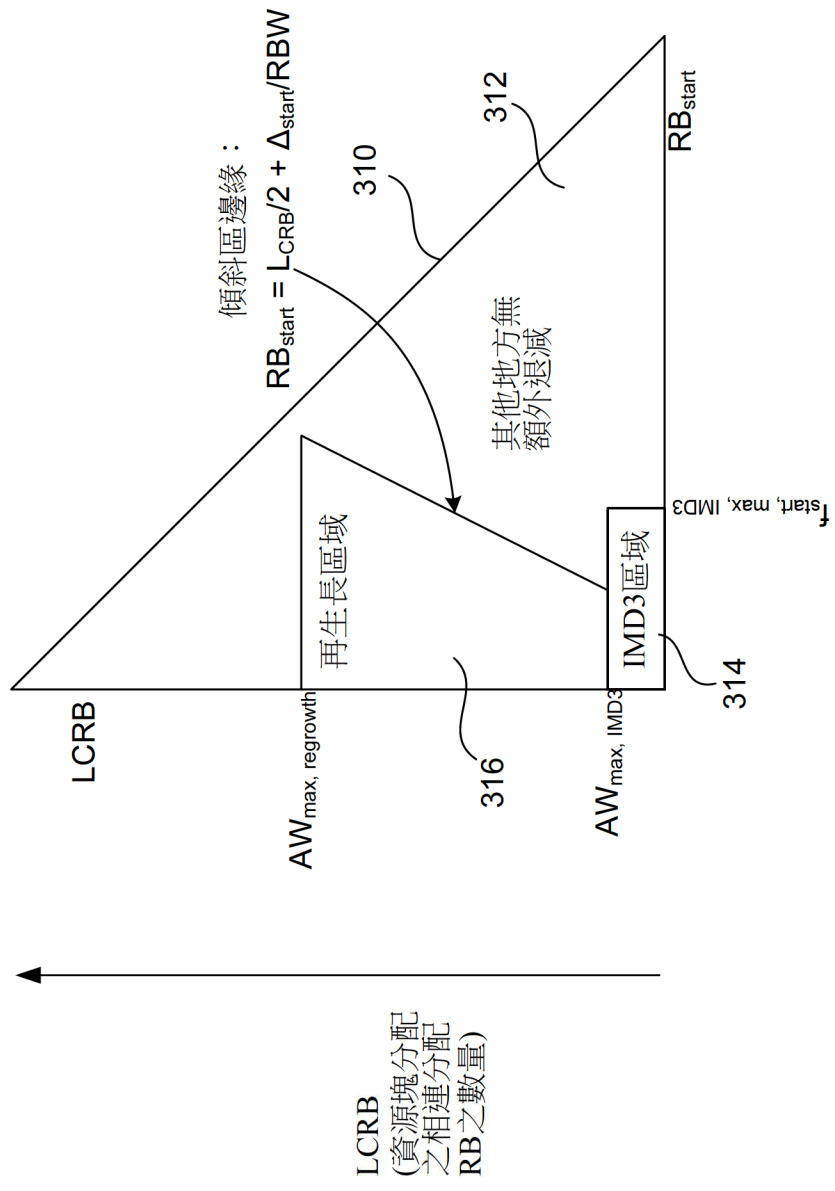 傾斜區邊緣：
RBstart = LCRB/2 + Δstart/RBW
310
312
LCRB
再生長區域
其他地方無
額外退減
AWmax, regrowth
316
IMD3區域
AWmax, IMD3
314
fstart, max, IMD3
RBstart
LCRB
(資源塊分配
之相連分配
RB之數量)